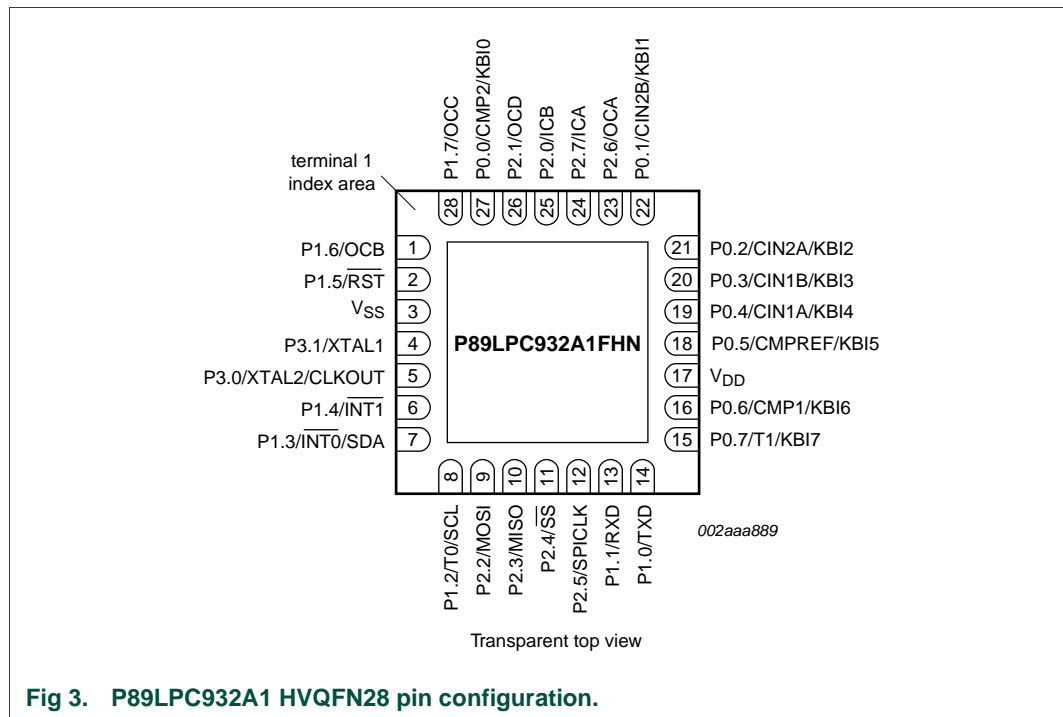 P1.7/OCC
P0.0/CMP2/KBI0
P2.1/OCD
P2.0/ICB
P2.7/ICA
P2.6/OCA
P0.1/CIN2B/KBI1
terminal 1
index area
28
27
26
25
24
23
22
P1.6/OCB
1
P1.5/R̅S̅T̅
2
VSS
3
P3.1/XTAL1
4
P3.0/XTAL2/CLKOUT
5
P1.4/I̅N̅T̅1̅
6
P1.3/I̅N̅T̅0̅/SDA
7
P89LPC932A1FHN
21
P0.2/CIN2A/KBI2
20
P0.3/CIN1B/KBI3
19
P0.4/CIN1A/KBI4
18
P0.5/CMPREF/KBI5
17
VDD
16
P0.6/CMP1/KBI6
15
P0.7/T1/KBI7
8
9
10
11
12
13
14
P1.2/T0/SCL
P2.2/MOSI
P2.3/MISO
P2.4/S̅S̅
P2.5/SPICLK
P1.1/RXD
P1.0/TXD
002aaa889
Transparent top view
Fig 3. P89LPC932A1 HVQFN28 pin configuration.